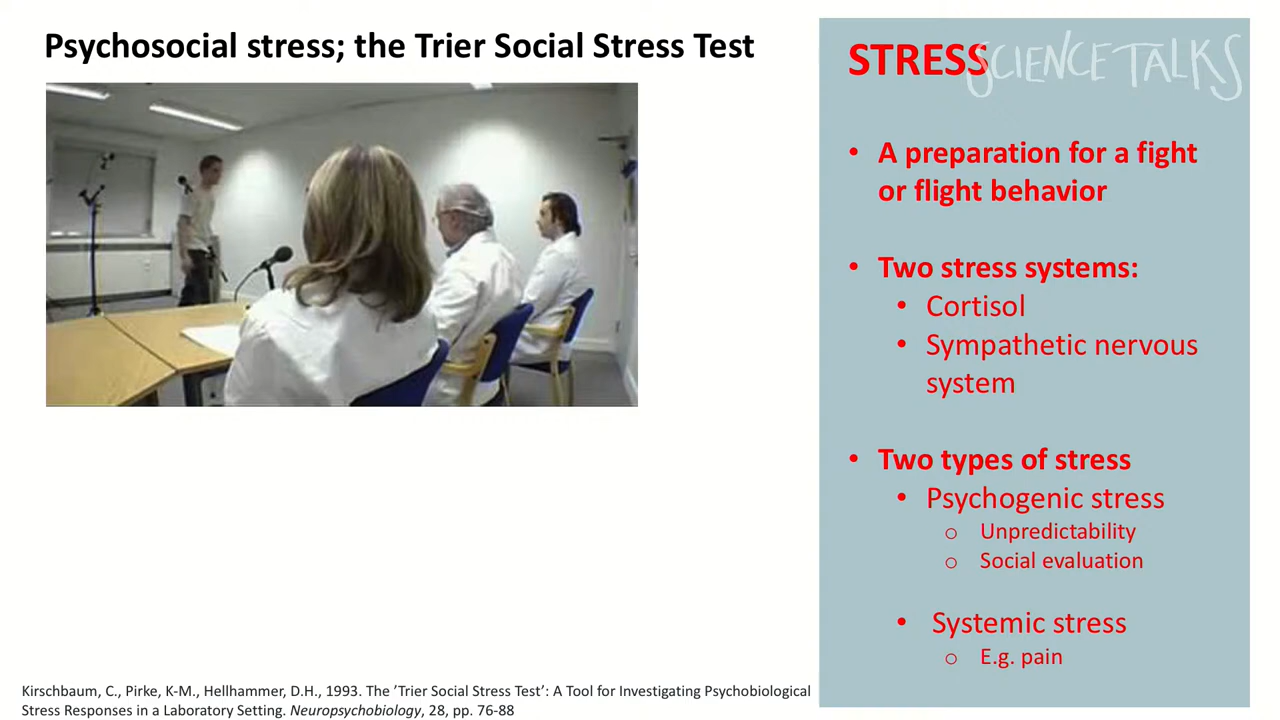 Psychosocial stress; the Trier Social Stress Test
STRESS
SCIENCE TALKS
• A preparation for a fight
or flight behavior
• Two stress systems:
• Cortisol
• Sympathetic nervous
system
• Two types of stress
• Psychogenic stress
o Unpredictability
o Social evaluation
• Systemic stress
o E.g. pain
Kirschbaum, C., Pirke, K-M., Hellhammer, D.H., 1993. The ’Trier Social Stress Test’: A Tool for Investigating Psychobiological
Stress Responses in a Laboratory Setting. Neuropsychobiology, 28, pp. 76-88